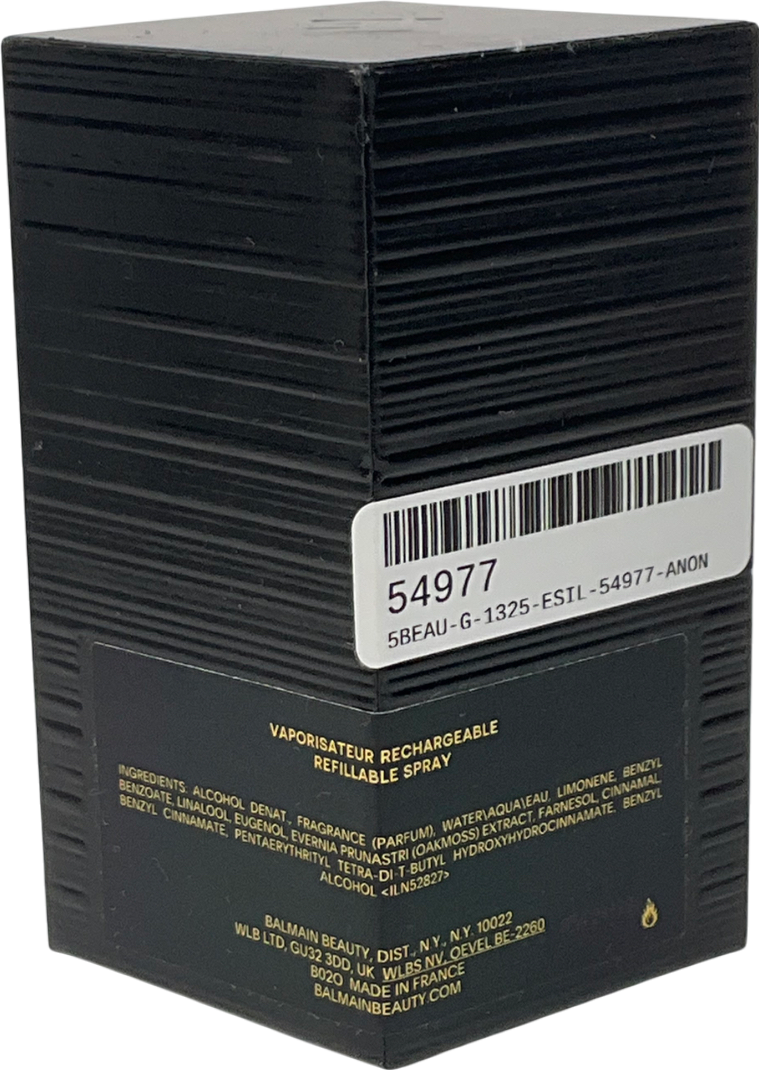 54977
5BEAU-G-1325-ESIL-54977-ANON
VAPORISATEUR RECHARGEABLE
REFILLABLE SPRAY
INGREDIENTS: ALCOHOL DENAT., FRAGRANCE (PARFUM), WATER\AQUA\EAU, LIMONENE, BENZYL
BENZOATE, LINALOOL, EUGENOL, EVERNIA PRUNASTRI (OAKMOSS) EXTRACT, FARNESOL, CINNAMAL,
BENZYL CINNAMATE, PENTAERYTHRITYL TETRA-DI-T-BUTYL HYDROXYHYDROCINNAMATE, BENZYL
ALCOHOL <ILN52827>
BALMAIN BEAUTY, DIST., N.Y., N.Y. 10022
WLB LTD, GU32 3DD, UK WLBS NV, OEVEL BE-2260
B020 MADE IN FRANCE
BALMAINBEAUTY.COM